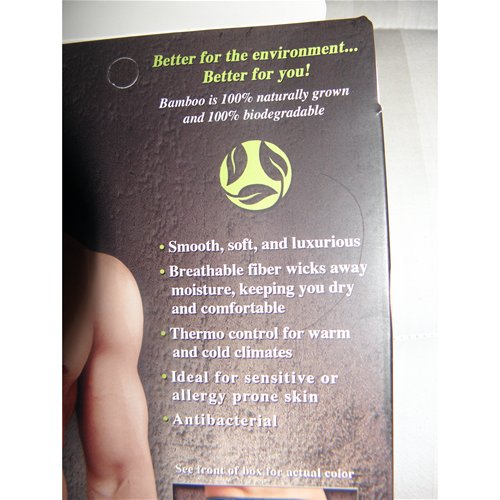 Better for the environment...
Better for you!
Bamboo is 100% naturally grown
and 100% biodegradable
• Smooth, soft, and luxurious
• Breathable fiber wicks away
moisture, keeping you dry
and comfortable
• Thermo control for warm
and cold climates
• Ideal for sensitive or
allergy prone skin
• Antibacterial
See front of box for actual color